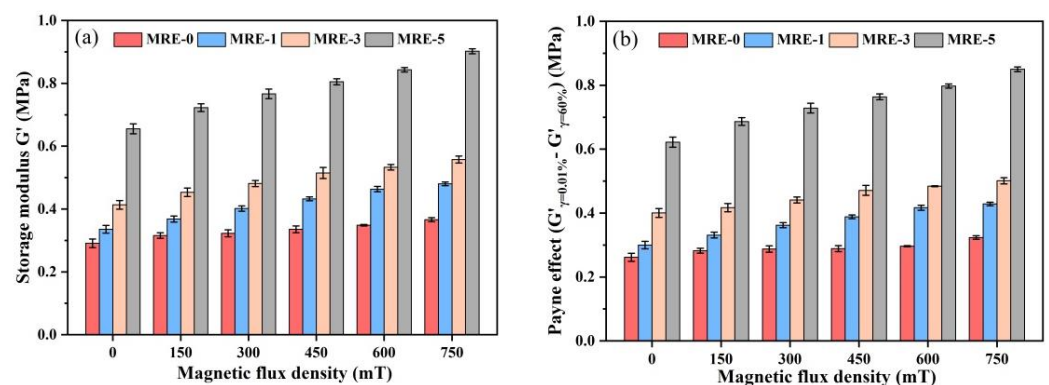 (a)
MRE-0 MRE-1 MRE-3 MRE-5
Storage modulus G' (MPa)
1.0
0.8
0.6
0.4
0.2
0.0
0 150 300 450 600 750
Magnetic flux density (mT)
(b)
MRE-0 MRE-1 MRE-3 MRE-5
Payne effect (G'γ=0.01%- G'γ=60%) (MPa)
1.0
0.8
0.6
0.4
0.2
0.0
0 150 300 450 600 750
Magnetic flux density (mT)